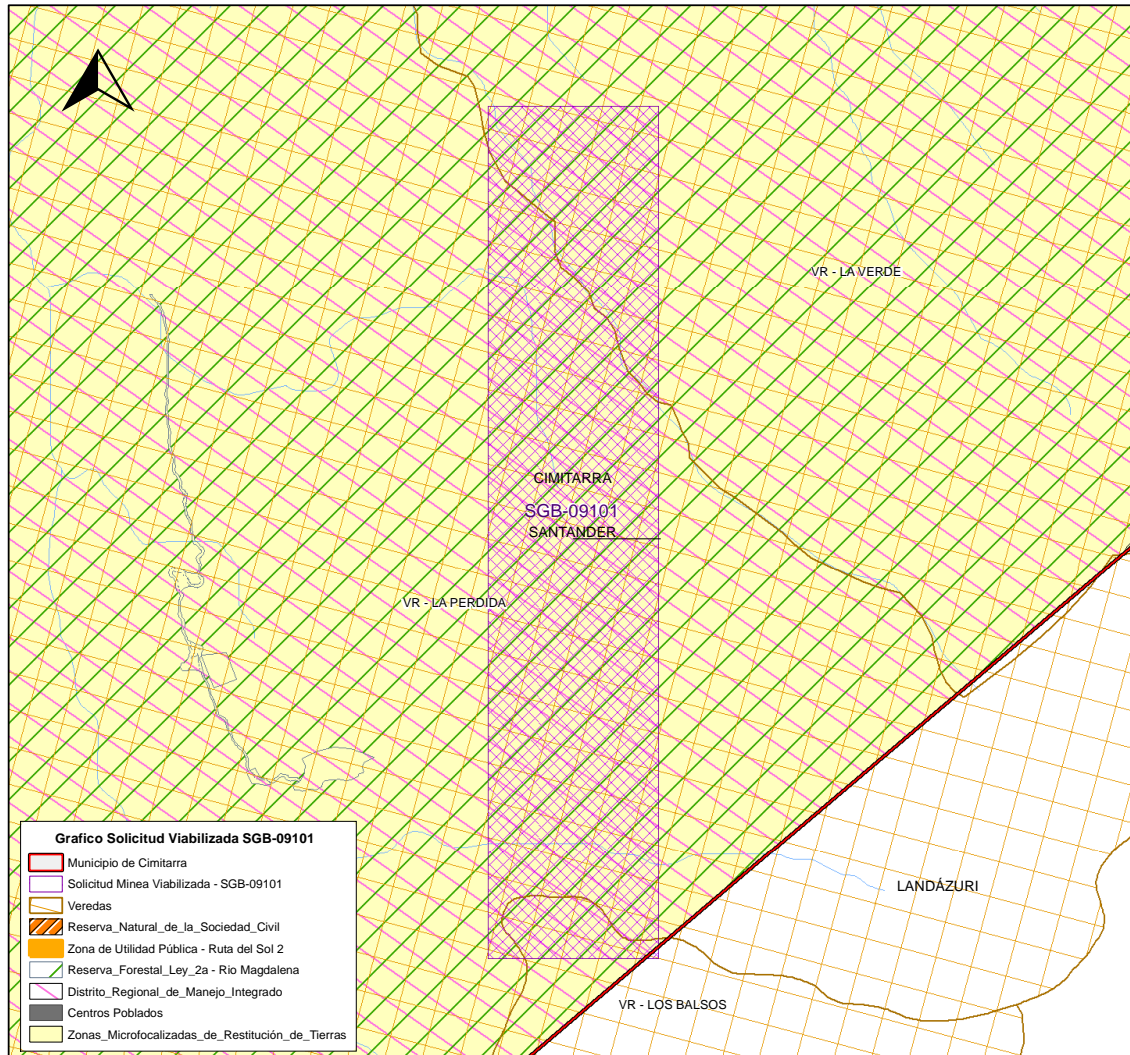 VR - LA VERDE
CIMITARRA
SGB-09101
SANTANDER
VR - LA PERDIDA
LANDÁZURI
VR - LOS BALSOS
Grafico Solicitud Viabilizada SGB-09101
Municipio de Cimitarra
Solicitud Minea Viabilizada - SGB-09101
Veredas
Reserva_Natural_de_la_Sociedad_Civil
Zona de Utilidad Pública - Ruta del Sol 2
Reserva_Forestal_Ley_2a - Rio Magdalena
Distrito_Regional_de_Manejo_Integrado
Centros Poblados
Zonas_Microfocalizadas_de_Restitución_de_Tierras